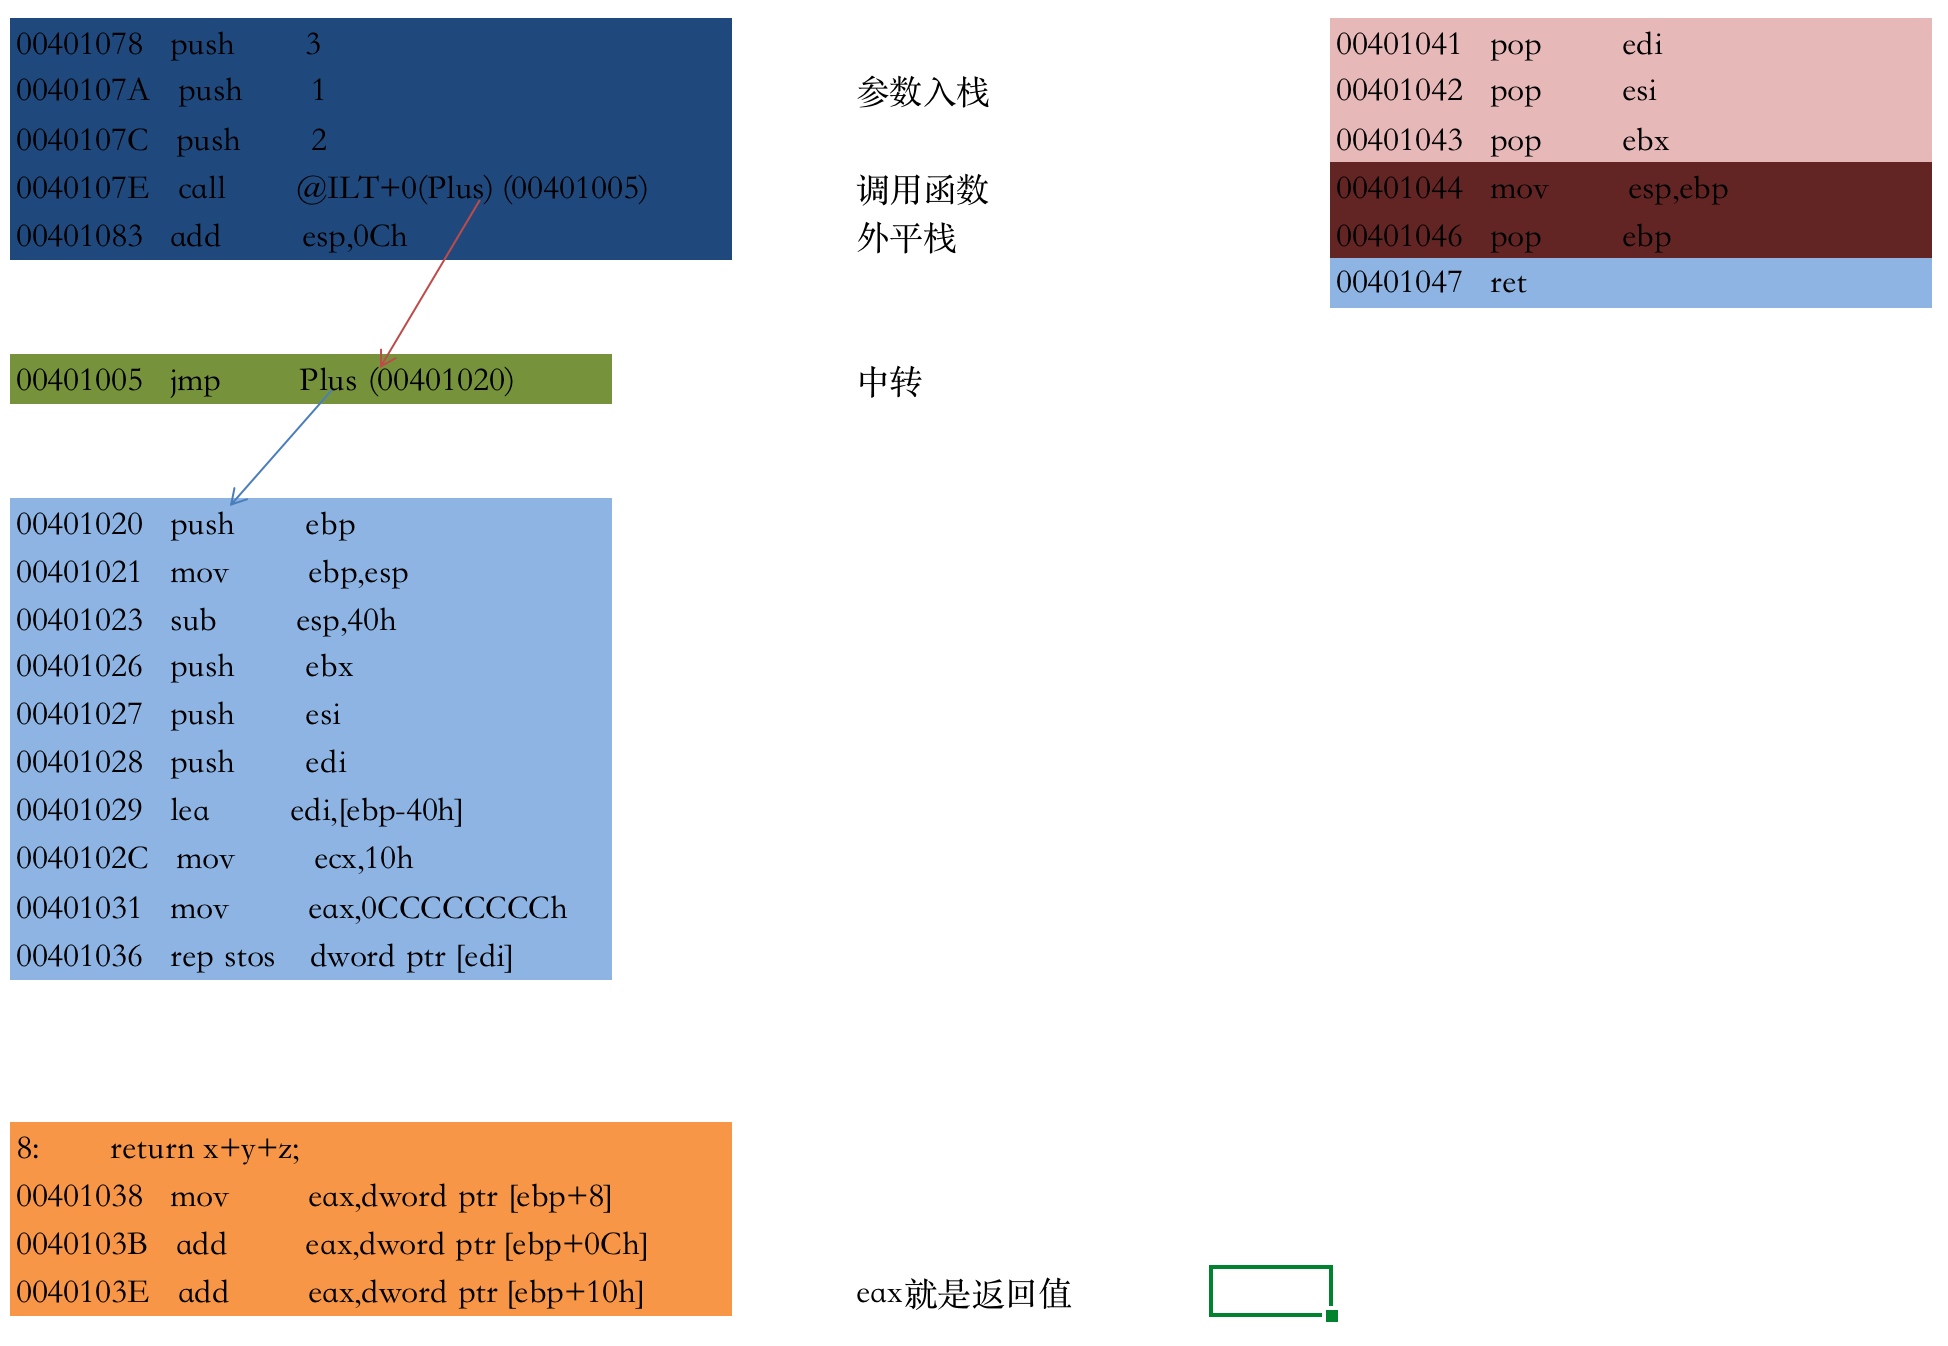 00401078 push 3
0040107A push 1
参数入栈
0040107C push 2
0040107E call @ILT+0(Plus) (00401005)
调用函数
00401083 add esp,0Ch
外平栈
00401005 jmp Plus (00401020)
中转
00401020 push ebp
00401021 mov ebp,esp
00401023 sub esp,40h
00401026 push ebx
00401027 push esi
00401028 push edi
00401029 lea edi,[ebp-40h]
0040102C mov ecx,10h
00401031 mov eax,0CCCCCCCCh
00401036 rep stos dword ptr [edi]
8: return x+y+z;
00401038 mov eax,dword ptr [ebp+8]
0040103B add eax,dword ptr [ebp+0Ch]
0040103E add eax,dword ptr [ebp+10h]
eax就是返回值
00401041 pop edi
00401042 pop esi
00401043 pop ebx
00401044 mov esp,ebp
00401046 pop ebp
00401047 ret